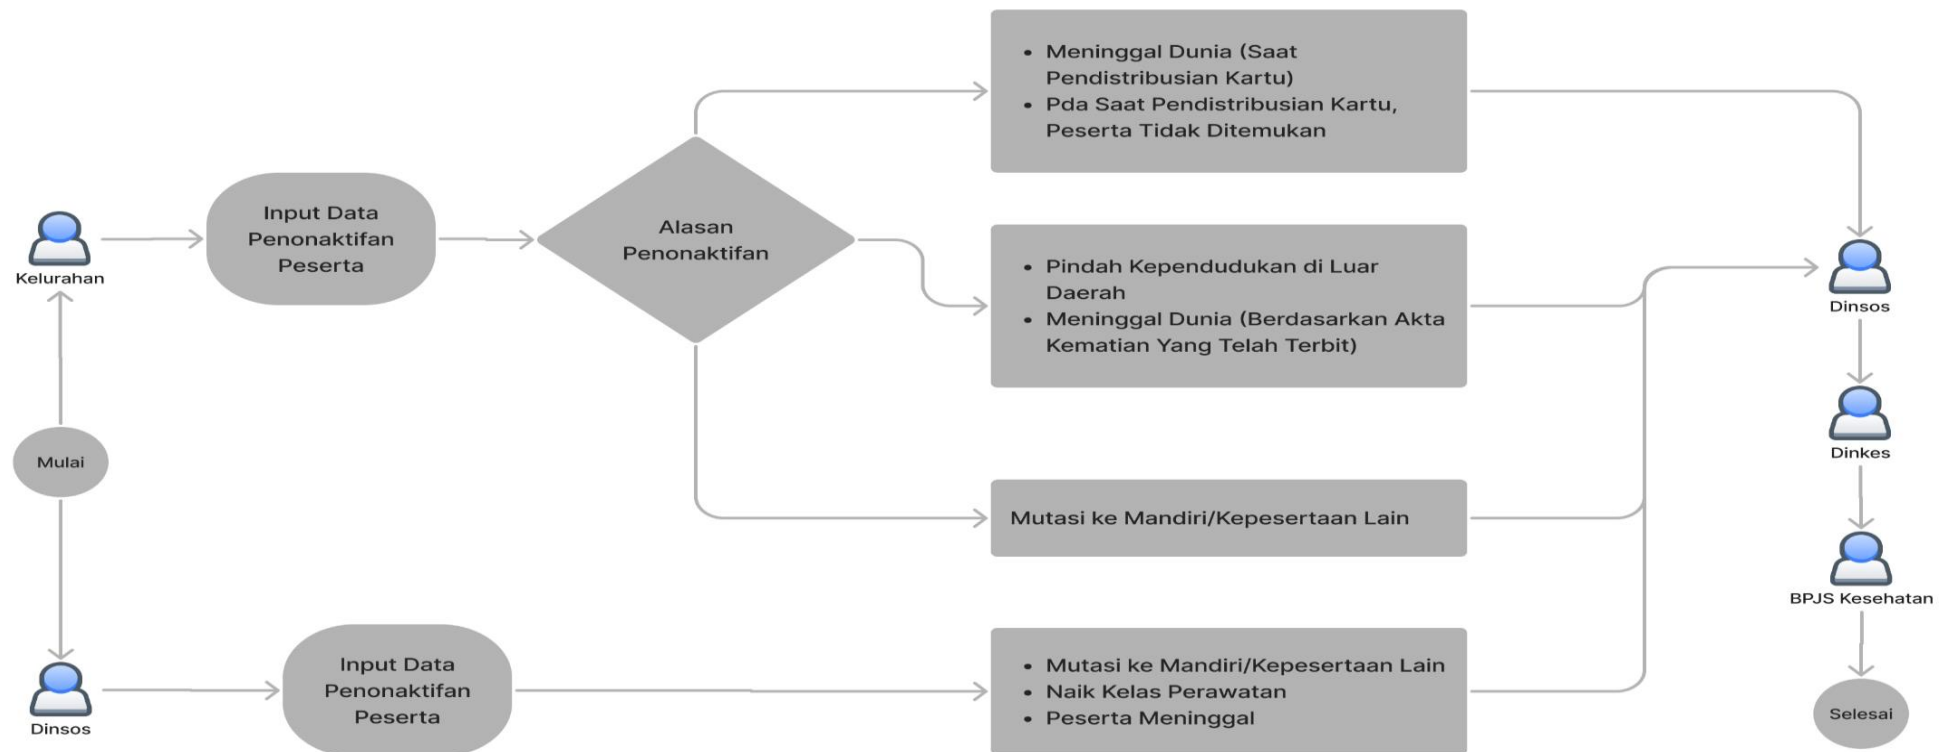 • Meninggal Dunia (Saat
Pendistribusian Kartu)
• Pda Saat Pendistribusian Kartu,
Peserta Tidak Ditemukan
Input Data
Penonaktifan
Peserta
Alasan
Penonaktifan
Kelurahan
• Pindah Kependudukan di Luar
Daerah
• Meninggal Dunia (Berdasarkan Akta
Kematian Yang Telah Terbit)
Dinsos
Dinkes
Mulai
Mutasi ke Mandiri/Kepesertaan Lain
BPJS Kesehatan
Input Data
Penonaktifan
Peserta
• Mutasi ke Mandiri/Kepesertaan Lain
• Naik Kelas Perawatan
• Peserta Meninggal
Dinsos
Selesai